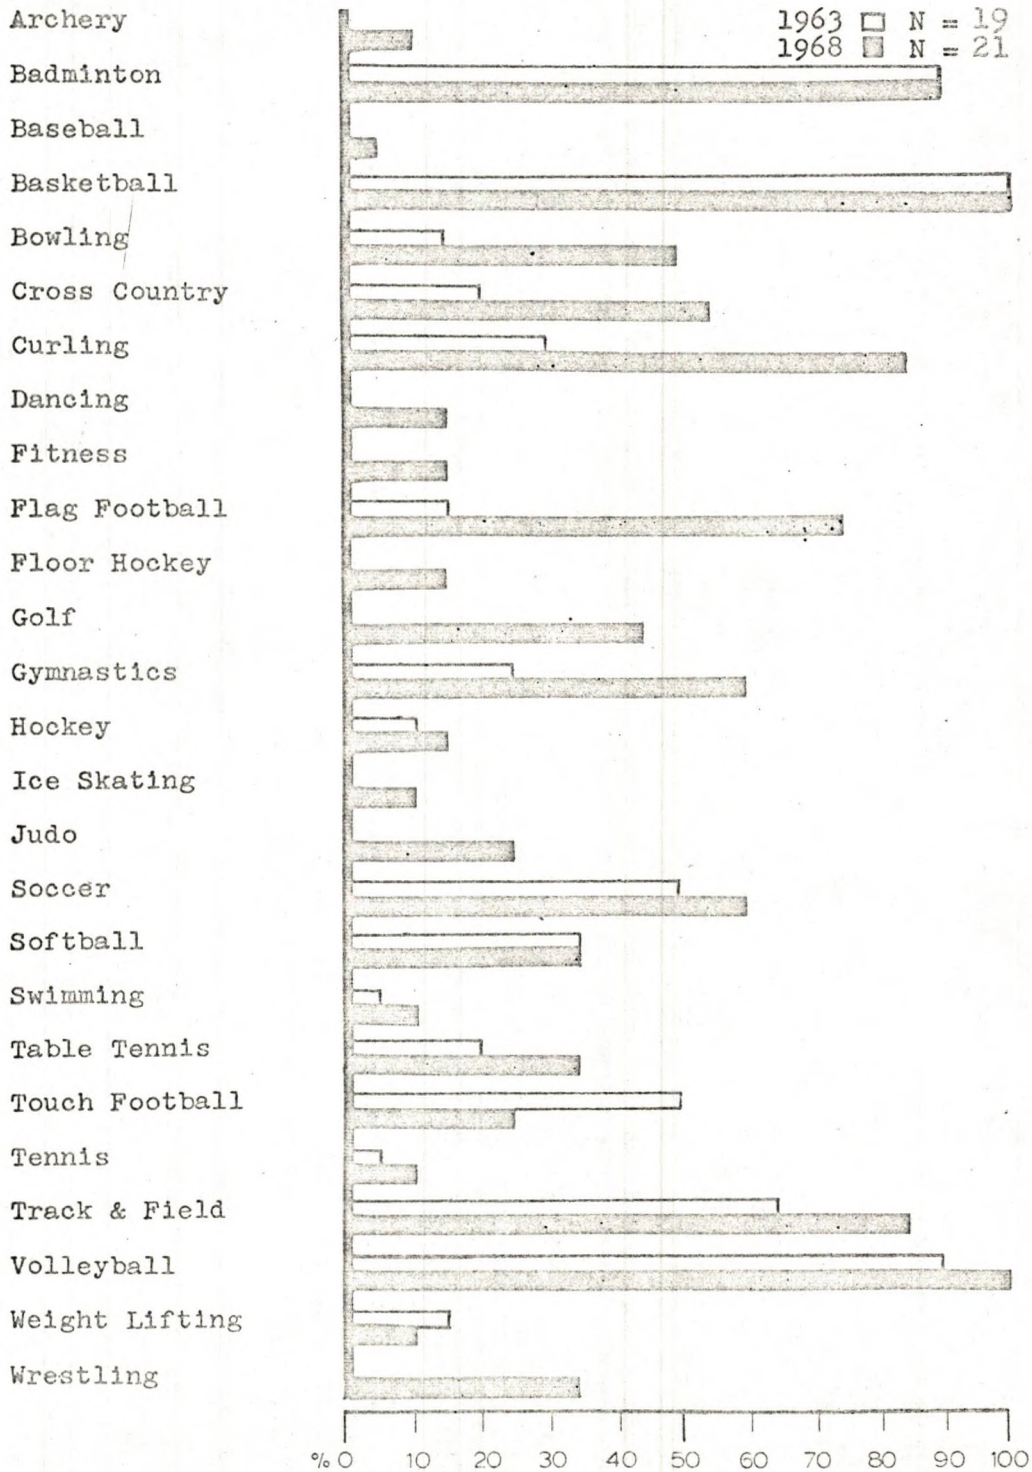 Archery
1963 N = 19
1968 N = 21
Badminton
Baseball
Basketball
Bowling
Cross Country
Curling
Dancing
Fitness
Flag Football
Floor Hockey
Golf
Gymnastics
Hockey
Ice Skating
Judo
Soccer
Softball
Swimming
Table Tennis
Touch Football
Tennis
Track & Field
Volleyball
Weight Lifting
Wrestling
% 0 10 20 30 40 50 60 70 80 90 100